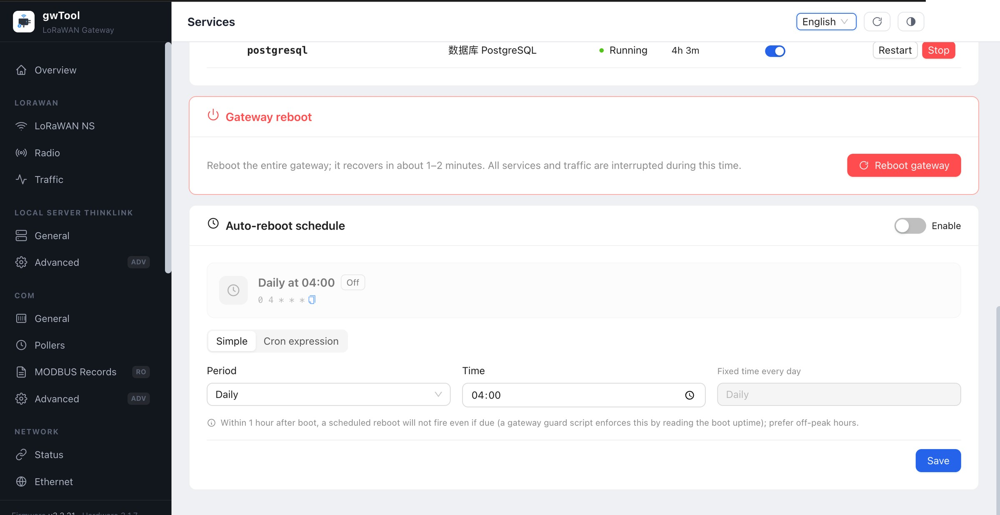 gwTool
LoRaWAN Gateway
Overview
LORAWAN
LoRaWAN NS
Radio
Traffic
LOCAL SERVER THINKLINK
General
Advanced ADV
COM
General
Pollers
MODBUS Records RO
Advanced ADV
NETWORK
Status
Ethernet
Services
English
postgresql 数据库 PostgreSQL Running 4h 3m Restart Stop
Gateway reboot
Reboot the entire gateway; it recovers in about 1–2 minutes. All services and traffic are interrupted during this time. Reboot gateway
Auto-reboot schedule Enable
Daily at 04:00 Off
0 4 * * *
Simple Cron expression
Period Time Fixed time every day
Daily 04:00 Daily
Within 1 hour after boot, a scheduled reboot will not fire even if due (a gateway guard script enforces this by reading the boot uptime); prefer off-peak hours.
Save